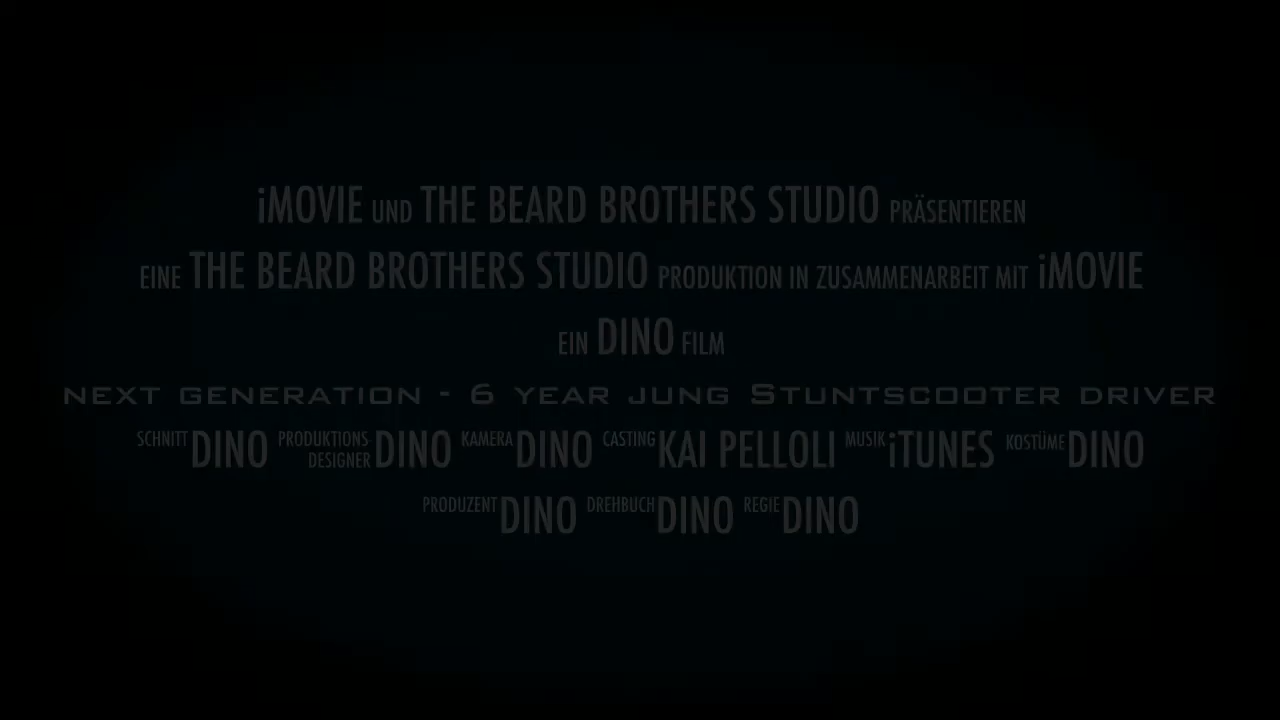 iMOVIE UND THE BEARD BROTHERS STUDIO PRÄSENTIEREN
EINE THE BEARD BROTHERS STUDIO PRODUKTION IN ZUSAMMENARBEIT MIT iMOVIE
EIN DINO FILM
NEXT GENERATION - 6 YEAR JUNG STUNTSCOOTER DRIVER
SCHNITT DINO PRODUKTIONS DESIGNER DINO KAMERA DINO CASTING KAI PELLOLI MUSIK iTUNES KOSTÜME DINO
PRODUZENT DINO DREHBUCH DINO REGIE DINO